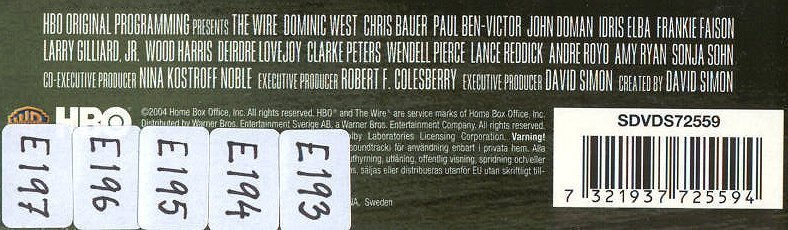 HBO ORIGINAL PROGRAMMING PRESENTS THE WIRE DOMINIC WEST CHRIS BAUER PAUL BEN-VICTOR JOHN DOMAN IDRIS ELBA FRANKIE FAISON
LARRY GILLIARD, JR. WOOD HARRIS DEIRDRE LOVEJOY CLARKE PETERS WENDELL PIERCE LANCE REDDICK ANDRE ROYO AMY RYAN SONJA SOHN
CO-EXECUTIVE PRODUCER NINA KOSTROFF NOBLE EXECUTIVE PRODUCER ROBERT F. COLESBERRY EXECUTIVE PRODUCER DAVID SIMON CREATED BY DAVID SIMON
HBO
©2004 Home Box Office, Inc. All rights reserved. HBO® and The Wire® are service marks of Home Box Office, Inc.
Distributed by Warner Bros. Entertainment Sverige AB, a Warner Bros. Entertainment Company. All rights reserved.
Laboratories Licensing Corporation. Varning!
soundtrack) för användning enbart i privata hem. Alla
uthyrning, utlåning, offentlig visning, spridning och/eller
säljas eller distribueras utanför EU utan skriftligt till-
Sweden
E197
E196
E195
E194
E193
SDVDS72559
7 321937 725594